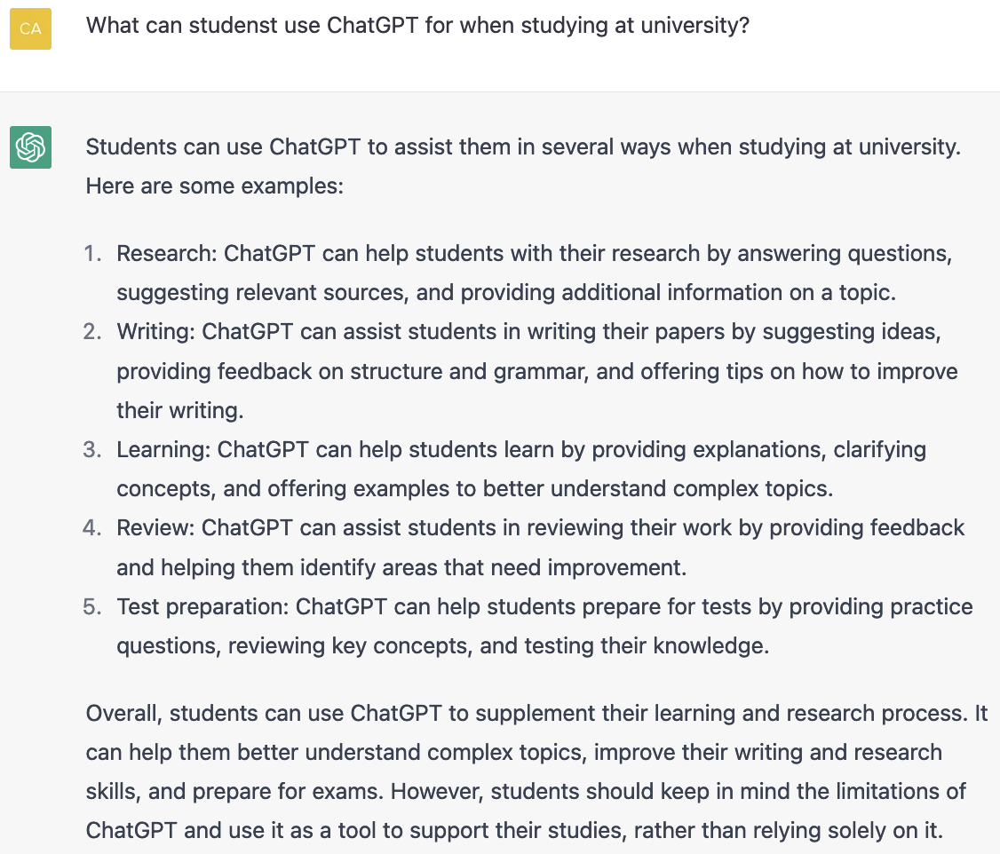 CA
What can studenst use ChatGPT for when studying at university?
Students can use ChatGPT to assist them in several ways when studying at university.
Here are some examples:
1. Research: ChatGPT can help students with their research by answering questions,
suggesting relevant sources, and providing additional information on a topic.
2. Writing: ChatGPT can assist students in writing their papers by suggesting ideas,
providing feedback on structure and grammar, and offering tips on how to improve
their writing.
3. Learning: ChatGPT can help students learn by providing explanations, clarifying
concepts, and offering examples to better understand complex topics.
4. Review: ChatGPT can assist students in reviewing their work by providing feedback
and helping them identify areas that need improvement.
5. Test preparation: ChatGPT can help students prepare for tests by providing practice
questions, reviewing key concepts, and testing their knowledge.
Overall, students can use ChatGPT to supplement their learning and research process. It
can help them better understand complex topics, improve their writing and research
skills, and prepare for exams. However, students should keep in mind the limitations of
ChatGPT and use it as a tool to support their studies, rather than relying solely on it.